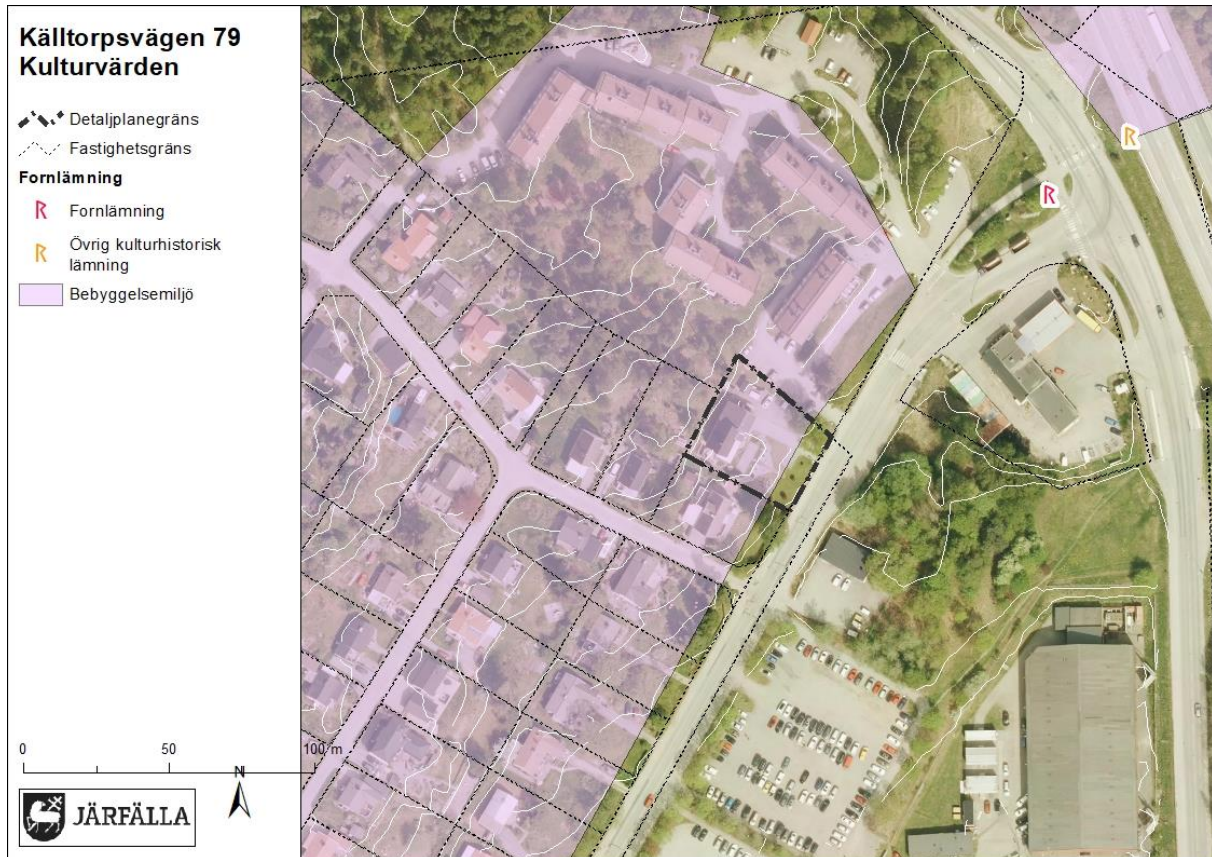 Källtorpsvägen 79
Kulturvärden
Detaljplanegräns
Fastighetsgräns
Fornlämning
Fornlämning
Övrig kulturhistorisk
lämning
Bebyggelsemiljö
0 50 100 m
N
JÄRFÄLLA